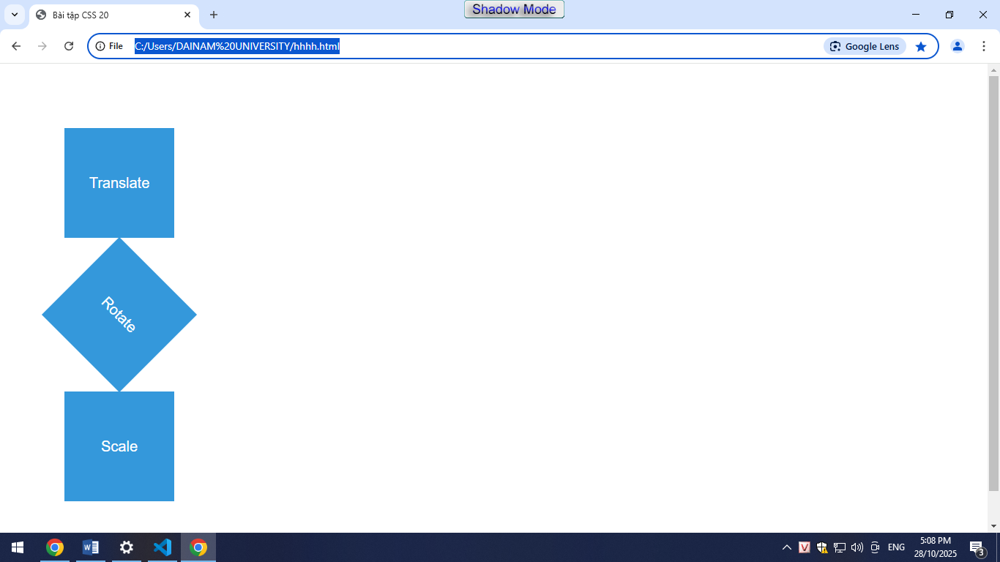 Bài tập CSS 20
Shadow Mode
File
C:/Users/DAINAM%20UNIVERSITY/hhhh.html
Google Lens
Translate
Rotate
Scale
ENG
5:08 PM
28/10/2025
3